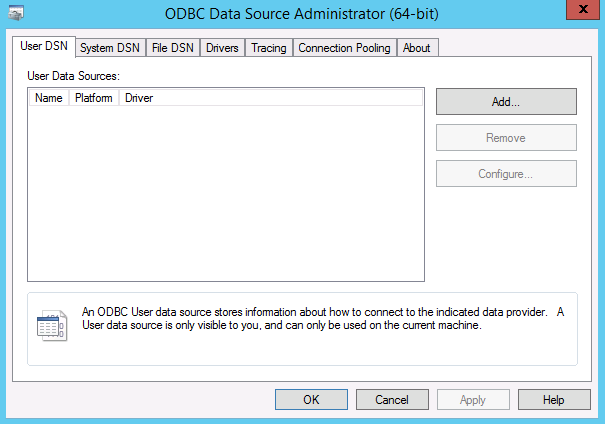 ODBC Data Source Administrator (64-bit)
User DSN System DSN File DSN Drivers Tracing Connection Pooling About
User Data Sources:
Name Platform Driver
Add...
Remove
Configure...
An ODBC User data source stores information about how to connect to the indicated data provider. A
User data source is only visible to you, and can only be used on the current machine.
OK Cancel Apply Help